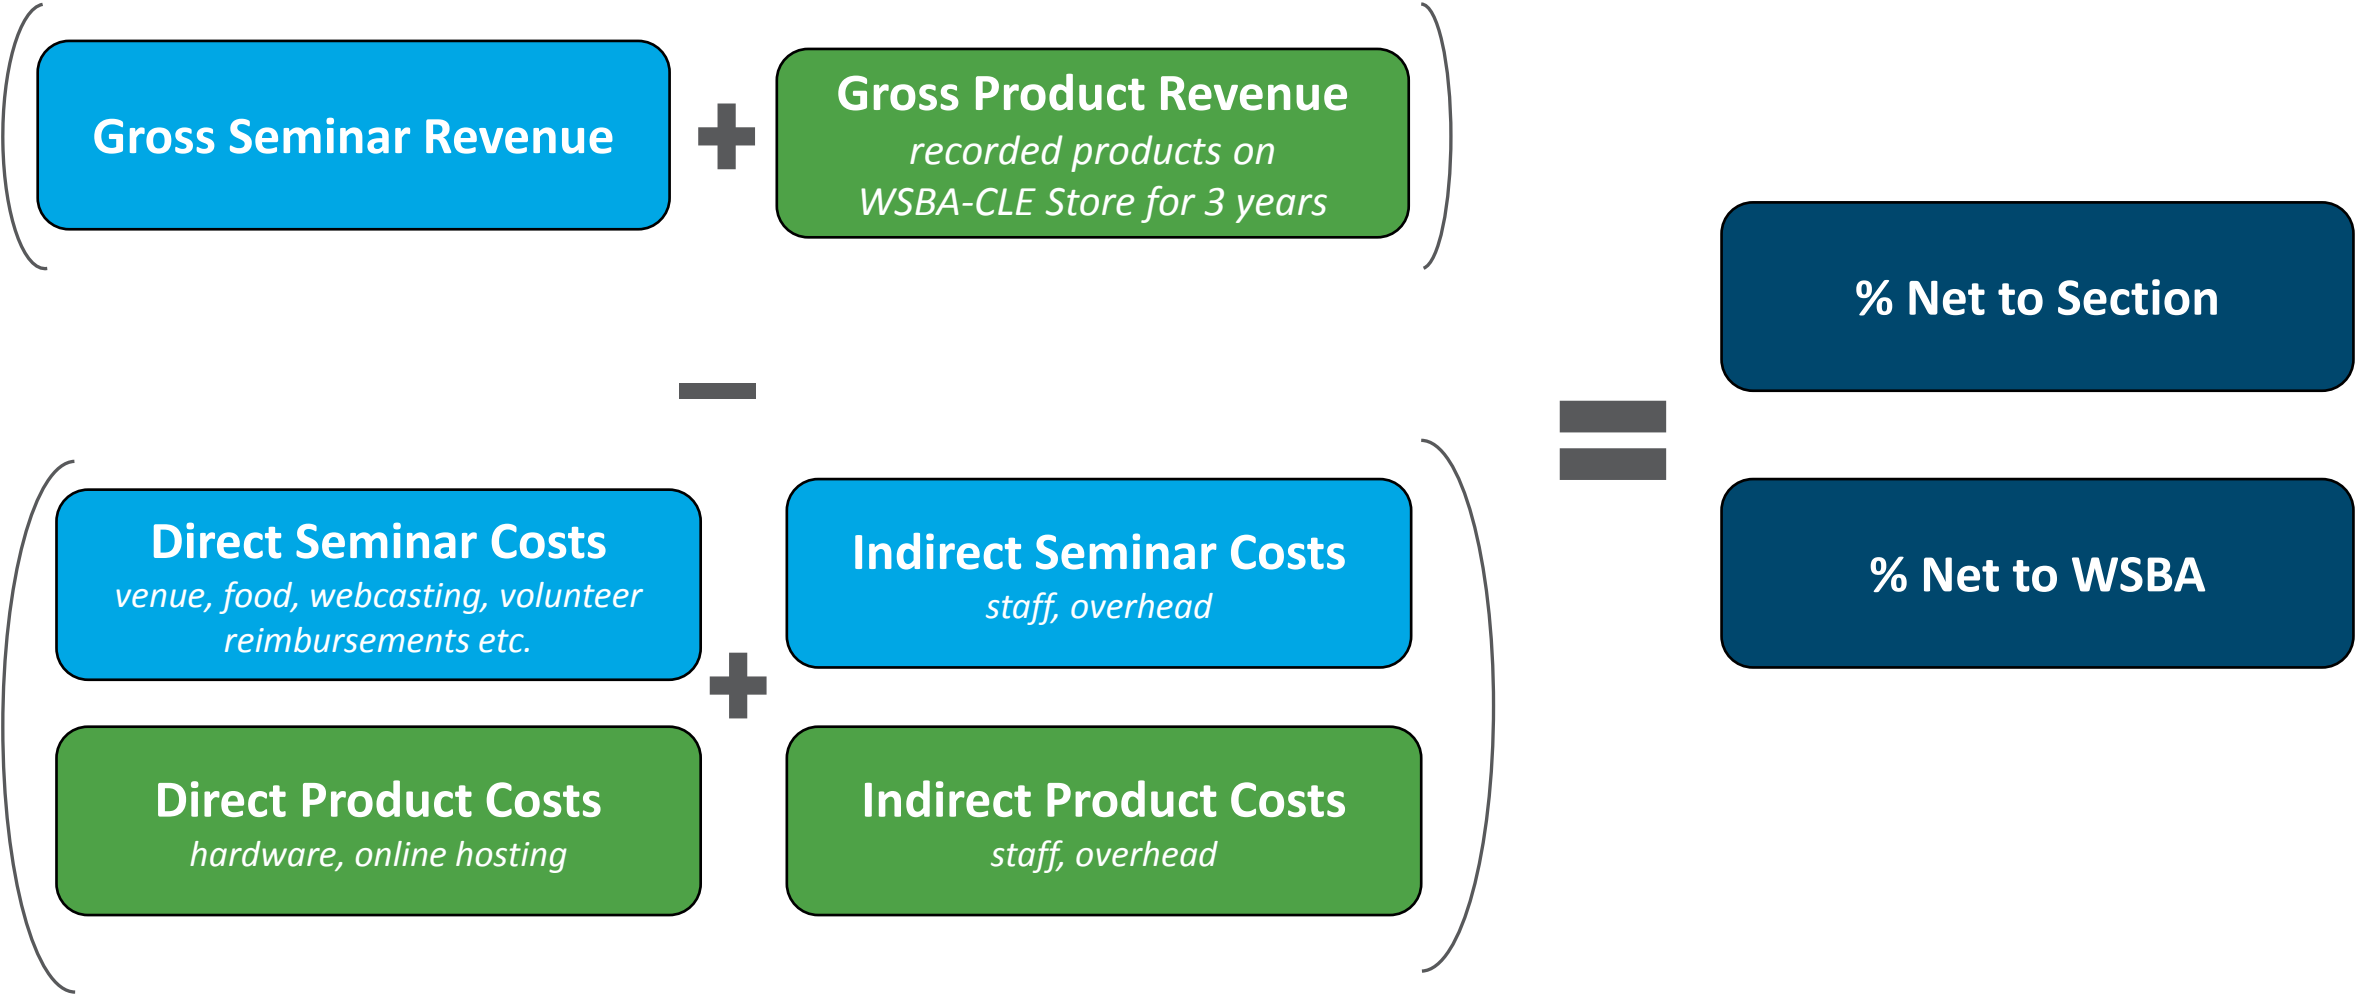 Gross Seminar Revenue
+
Gross Product Revenue
recorded products on
WSBA-CLE Store for 3 years
–
Direct Seminar Costs
venue, food, webcasting, volunteer
reimbursements etc.
Indirect Seminar Costs
staff, overhead
+
Direct Product Costs
hardware, online hosting
Indirect Product Costs
staff, overhead
=
% Net to Section
% Net to WSBA